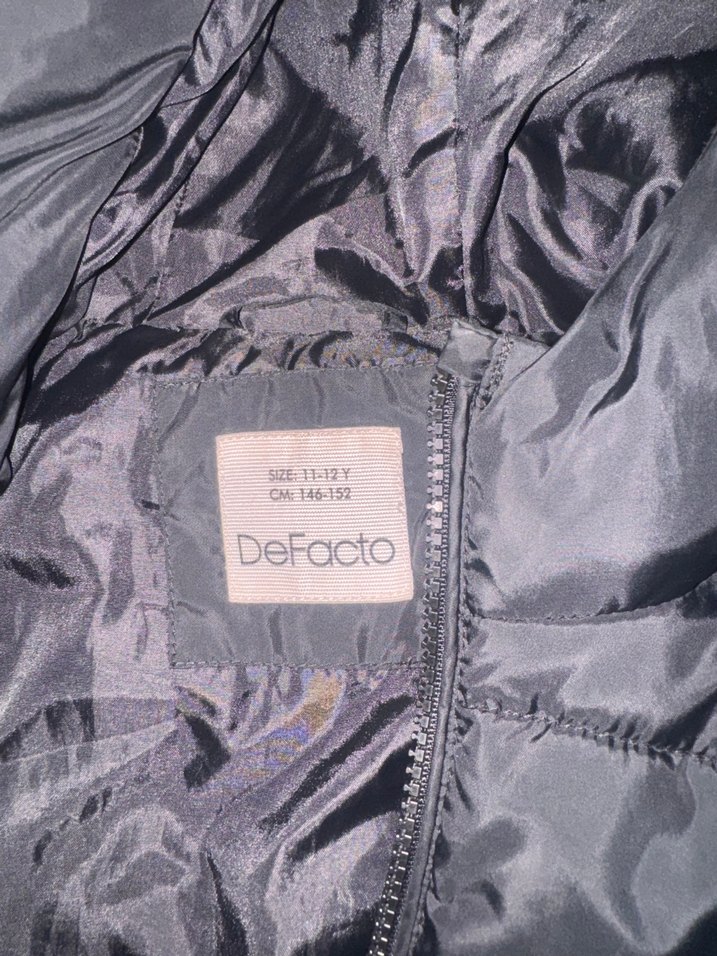 SIZE: 11-12 Y
CM: 146-152
DeFacto